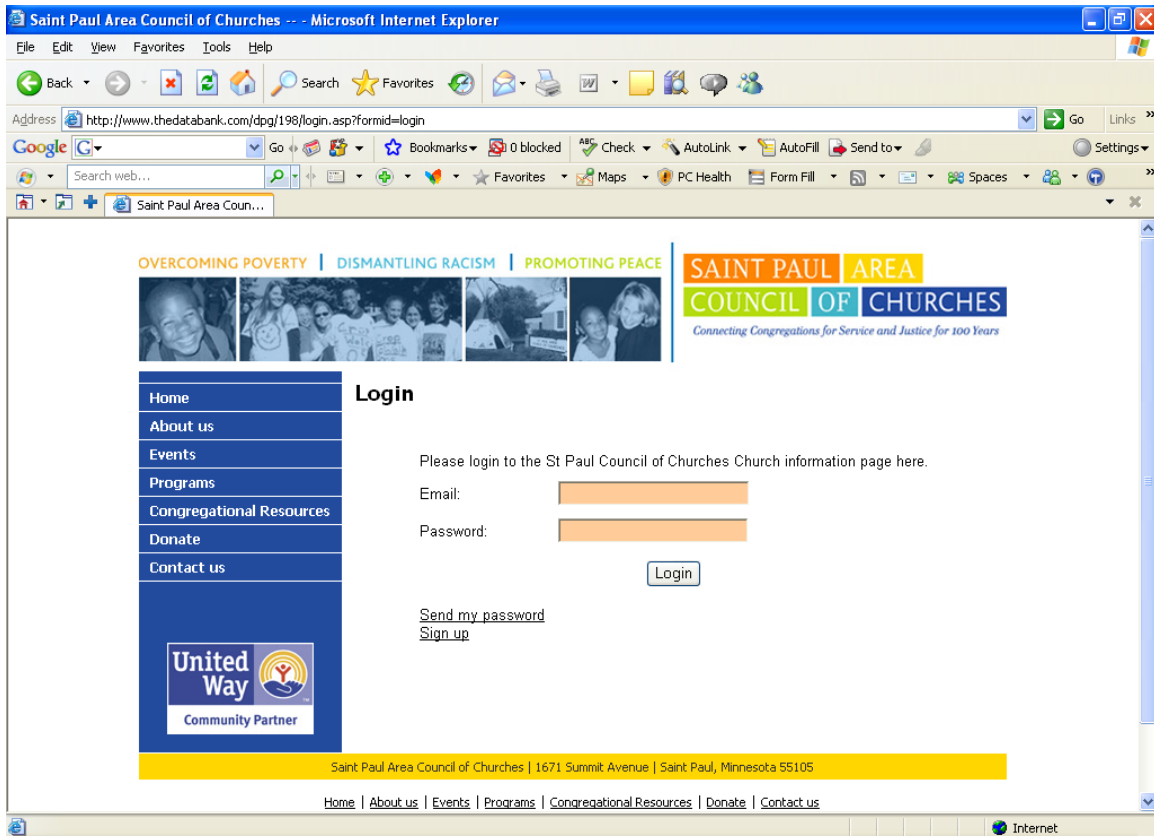 Saint Paul Area Council of Churches -- - Microsoft Internet Explorer
File Edit View Favorites Tools Help
Back Search Favorites
Address http://www.thedatabank.com/dpg/198/login.asp?formid=login Go Links »
Google G Go Bookmarks 0 blocked ABC Check AutoLink AutoFill Send to Settings
Search web... Favorites Maps PC Health Form Fill Spaces »
Saint Paul Area Coun...
OVERCOMING POVERTY | DISMANTLING RACISM | PROMOTING PEACE
SAINT PAUL AREA
COUNCIL OF CHURCHES
Connecting Congregations for Service and Justice for 100 Years
Home
About us
Events
Programs
Congregational Resources
Donate
Contact us
Login
Please login to the St Paul Council of Churches Church information page here.
Email:
Password:
Login
Send my password
Sign up
United
Way
Community Partner
Saint Paul Area Council of Churches | 1671 Summit Avenue | Saint Paul, Minnesota 55105
Home | About us | Events | Programs | Congregational Resources | Donate | Contact us
Internet